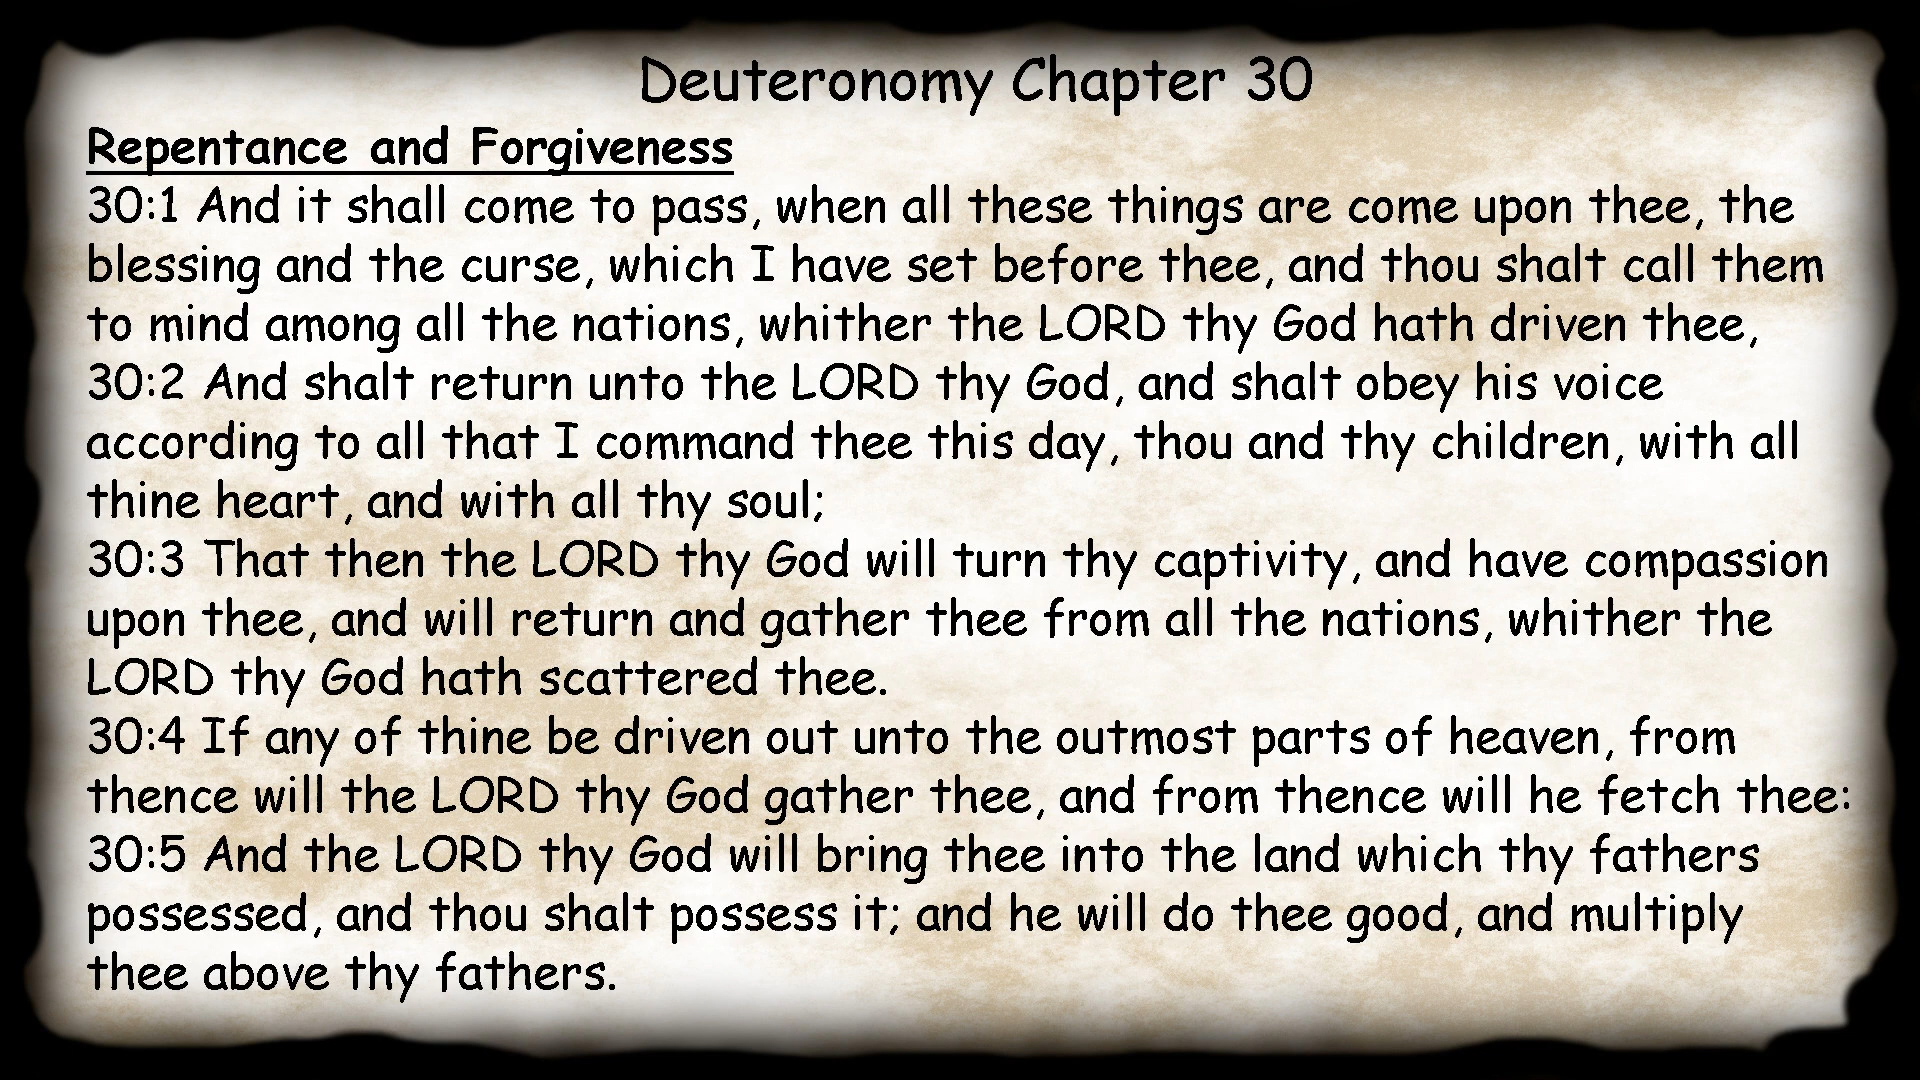 Deuteronomy Chapter 30
Repentance and Forgiveness
30:1 And it shall come to pass, when all these things are come upon thee, the
blessing and the curse, which I have set before thee, and thou shalt call them
to mind among all the nations, whither the LORD thy God hath driven thee,
30:2 And shalt return unto the LORD thy God, and shalt obey his voice
according to all that I command thee this day, thou and thy children, with all
thine heart, and with all thy soul;
30:3 That then the LORD thy God will turn thy captivity, and have compassion
upon thee, and will return and gather thee from all the nations, whither the
LORD thy God hath scattered thee.
30:4 If any of thine be driven out unto the outmost parts of heaven, from
thence will the LORD thy God gather thee, and from thence will he fetch thee:
30:5 And the LORD thy God will bring thee into the land which thy fathers
possessed, and thou shalt possess it; and he will do thee good, and multiply
thee above thy fathers.